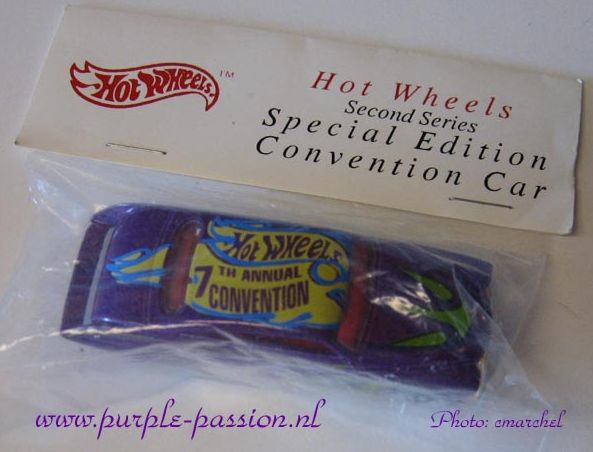 HOT WHEELS TM
Hot Wheels
Second Series
Special Edition
Convention Car
HOT WHEELS
7TH ANNUAL
CONVENTION
www.purple-passion.nl
Photo: cmarchel